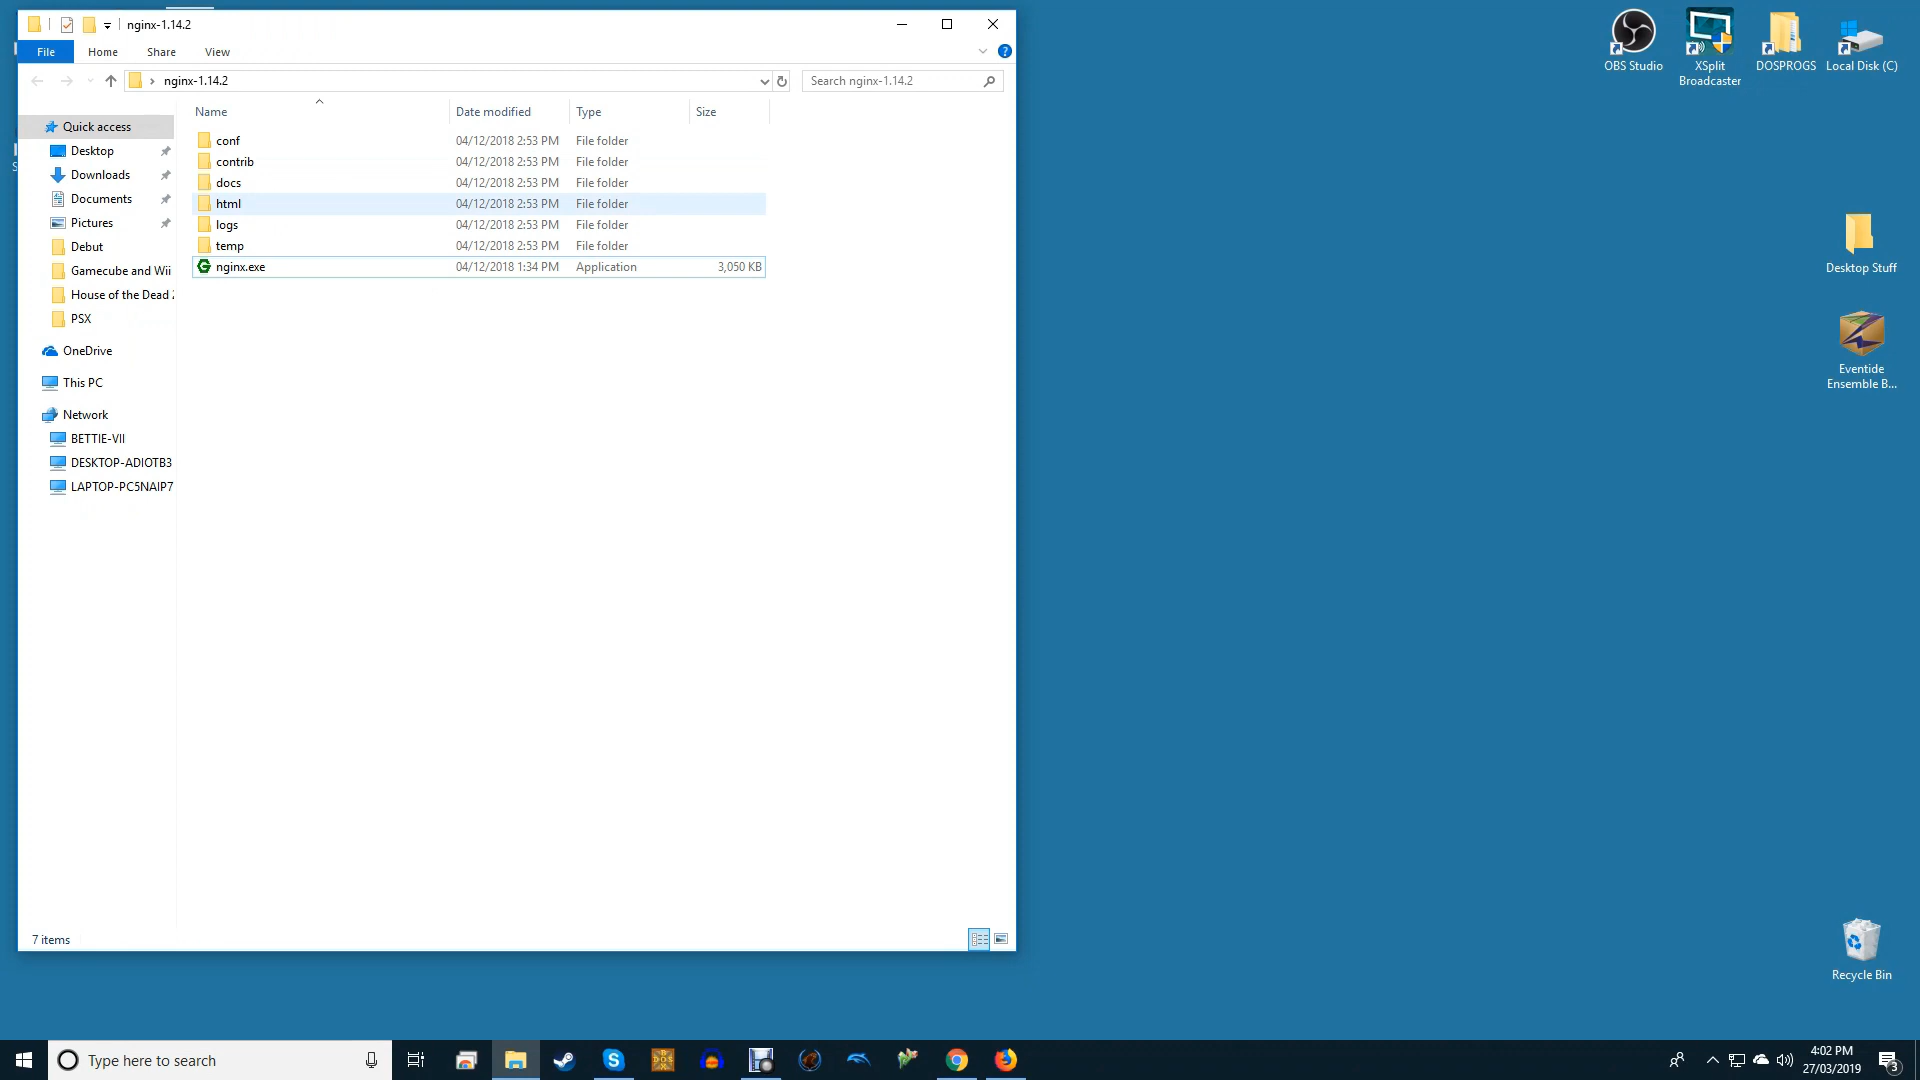 nginx-1.14.2
File Home Share View
nginx-1.14.2
Search nginx-1.14.2
Name Date modified Type Size
Quick access
Desktop
Downloads
Documents
Pictures
Debut
Gamecube and Wii
House of the Dead 2
PSX
OneDrive
This PC
Network
BETTIE-VII
DESKTOP-ADIOTB3
LAPTOP-PC5NAIP7
conf 04/12/2018 2:53 PM File folder
contrib 04/12/2018 2:53 PM File folder
docs 04/12/2018 2:53 PM File folder
html 04/12/2018 2:53 PM File folder
logs 04/12/2018 2:53 PM File folder
temp 04/12/2018 2:53 PM File folder
nginx.exe 04/12/2018 1:34 PM Application 3,050 KB
7 items
OBS Studio
XSplit
Broadcaster
DOSPROGS
Local Disk (C)
Desktop Stuff
Eventide
Ensemble B...
Recycle Bin
Type here to search
DOS
4:02 PM
27/03/2019
3